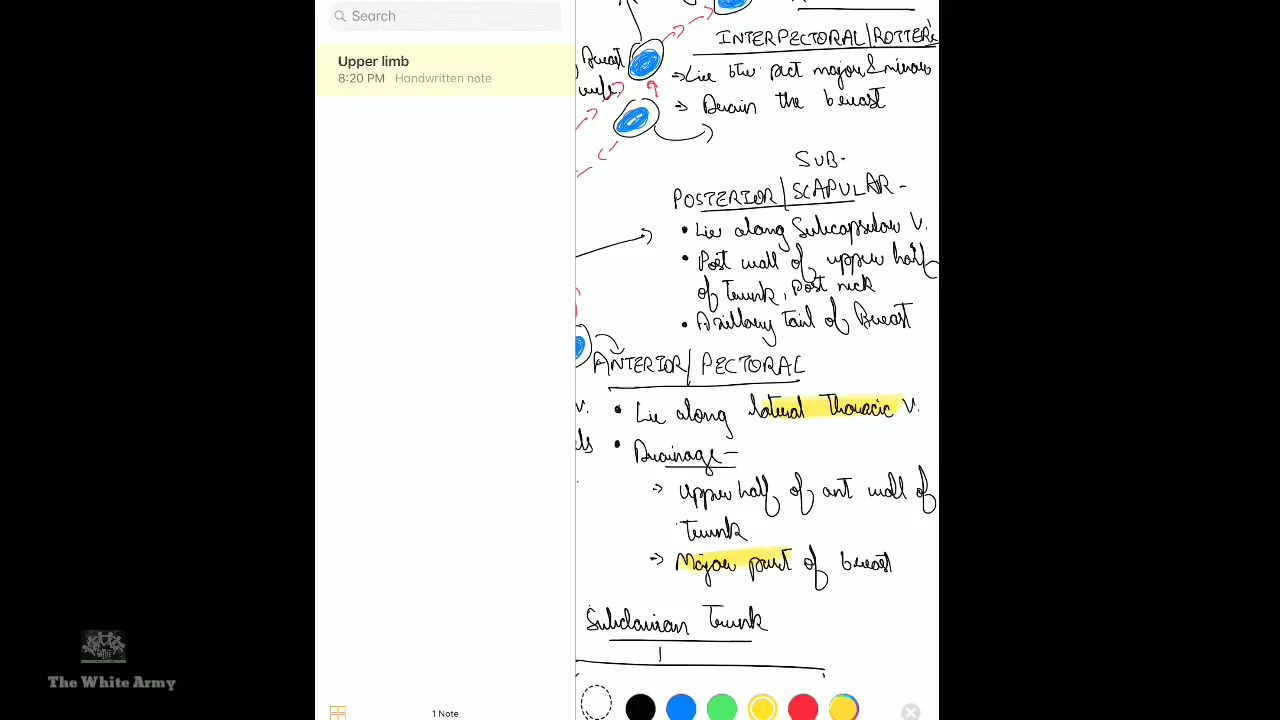 Search
Upper limb
8:20 PM Handwritten note
1 Note
The White Army
INTERPECTORAL/ROTTER'S
⇒ Lie btw pect major & minor
⇒ Drain the breast
Breast
SUB-
POSTERIOR/SCAPULAR -
• Lie along Subcapsular V.
• Post wall of upper half
of Trunk, Post neck
• Axillary Tail of Breast
ANTERIOR/PECTORAL
• Lie along lateral Thoracic V.
• Drainage -
⇒ Upper half of ant wall of
Trunk
⇒ Major part of breast
Subclavian Trunk